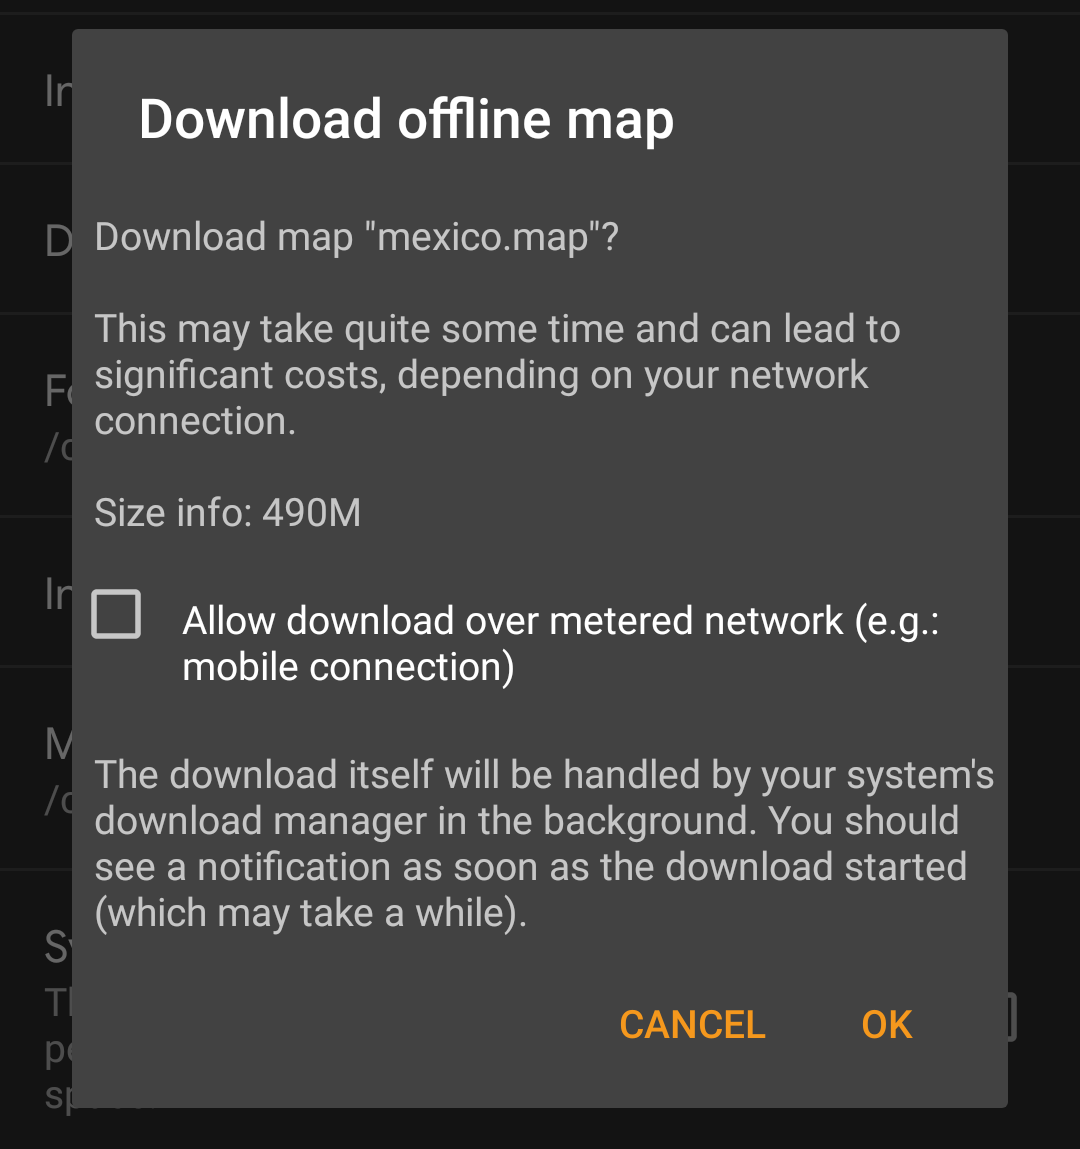 Download offline map
Download map "mexico.map"?
This may take quite some time and can lead to
significant costs, depending on your network
connection.
Size info: 490M
Allow download over metered network (e.g.:
mobile connection)
The download itself will be handled by your system's
download manager in the background. You should
see a notification as soon as the download started
(which may take a while).
CANCEL OK